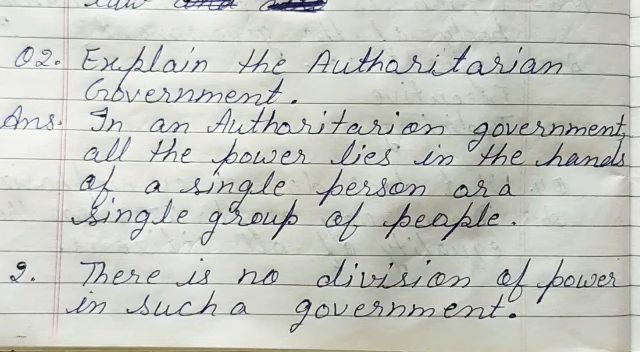 Q2. Explain the Autharitarian
Government.
Ans. In an Autharitarian government,
all the power lies in the hands
of a single person or a
single group of people.
2. There is no division of power
in such a government.